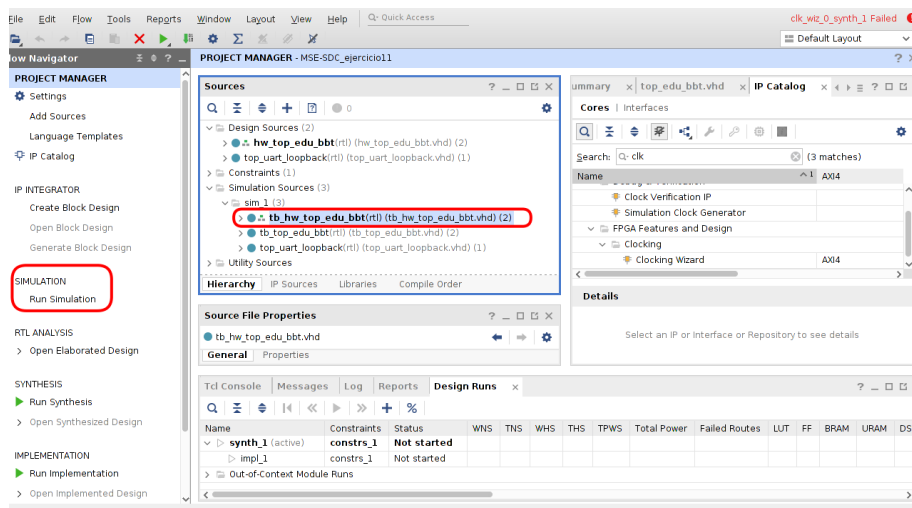 File Edit Flow Tools Reports Window Layout View Help Q- Quick Access clk_wiz_0_synth_1 Failed
Default Layout
low Navigator ? _
PROJECT MANAGER - MSE-SDC_ejercicio11 ?
PROJECT MANAGER
Settings
Add Sources
Language Templates
IP Catalog
IP INTEGRATOR
Create Block Design
Open Block Design
Generate Block Design
SIMULATION
Run Simulation
RTL ANALYSIS
> Open Elaborated Design
SYNTHESIS
Run Synthesis
> Open Synthesized Design
IMPLEMENTATION
Run Implementation
> Open Implemented Design
Sources
0
Design Sources (2)
hw_top_edu_bbt(rtl) (hw_top_edu_bbt.vhd) (2)
top_uart_loopback(rtl) (top_uart_loopback.vhd) (1)
Constraints (1)
Simulation Sources (3)
sim_1 (3)
tb_hw_top_edu_bbt(rtl) (tb_hw_top_edu_bbt.vhd) (2)
tb_top_edu_bbt(rtl) (tb_top_edu_bbt.vhd) (2)
top_uart_loopback(rtl) (top_uart_loopback.vhd) (1)
Utility Sources
Hierarchy IP Sources Libraries Compile Order
Source File Properties
tb_hw_top_edu_bbt.vhd
General Properties
ummary × top_edu_bbt.vhd × IP Catalog ×
Cores | Interfaces
Search: Q- clk (3 matches)
Name ^1 AXI4
Clock Verification IP
Simulation Clock Generator
FPGA Features and Design
Clocking
Clocking Wizard AXI4
Details
Select an IP or Interface or Repository to see details
Tcl Console Messages Log Reports Design Runs ×
Name Constraints Status WNS TNS WHS THS TPWS Total Power Failed Routes LUT FF BRAM URAM DS
synth_1 (active) constrs_1 Not started
impl_1 constrs_1 Not started
Out-of-Context Module Runs